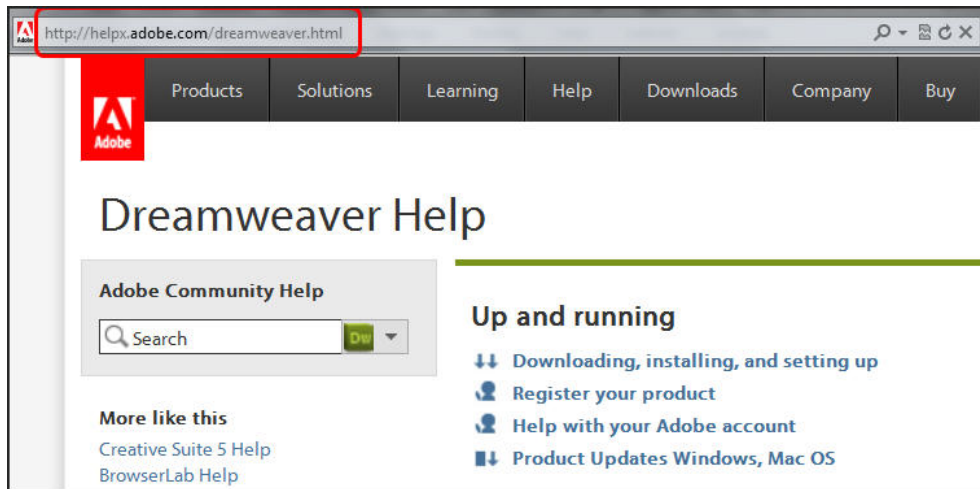 http://helpx.adobe.com/dreamweaver.html
Adobe
Products Solutions Learning Help Downloads Company Buy
Dreamweaver Help
Adobe Community Help
Search Dw
More like this
Creative Suite 5 Help
BrowserLab Help
Up and running
Downloading, installing, and setting up
Register your product
Help with your Adobe account
Product Updates Windows, Mac OS